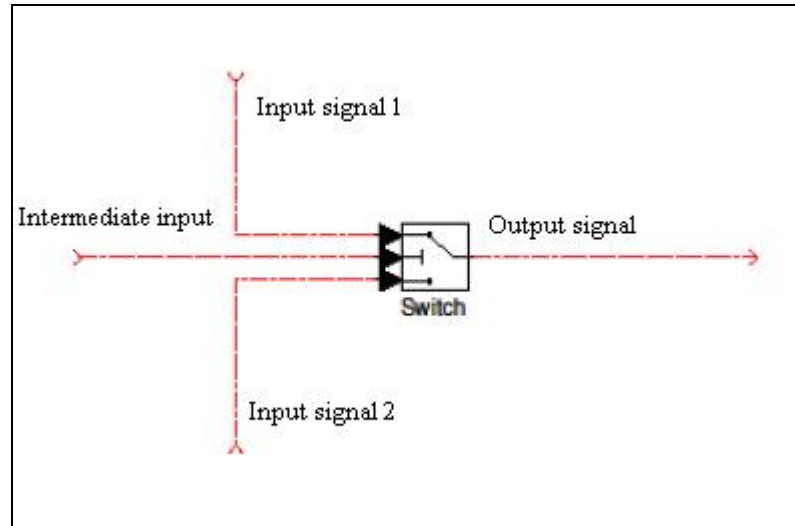 Input signal 1
Intermediate input
Output signal
Switch
Input signal 2